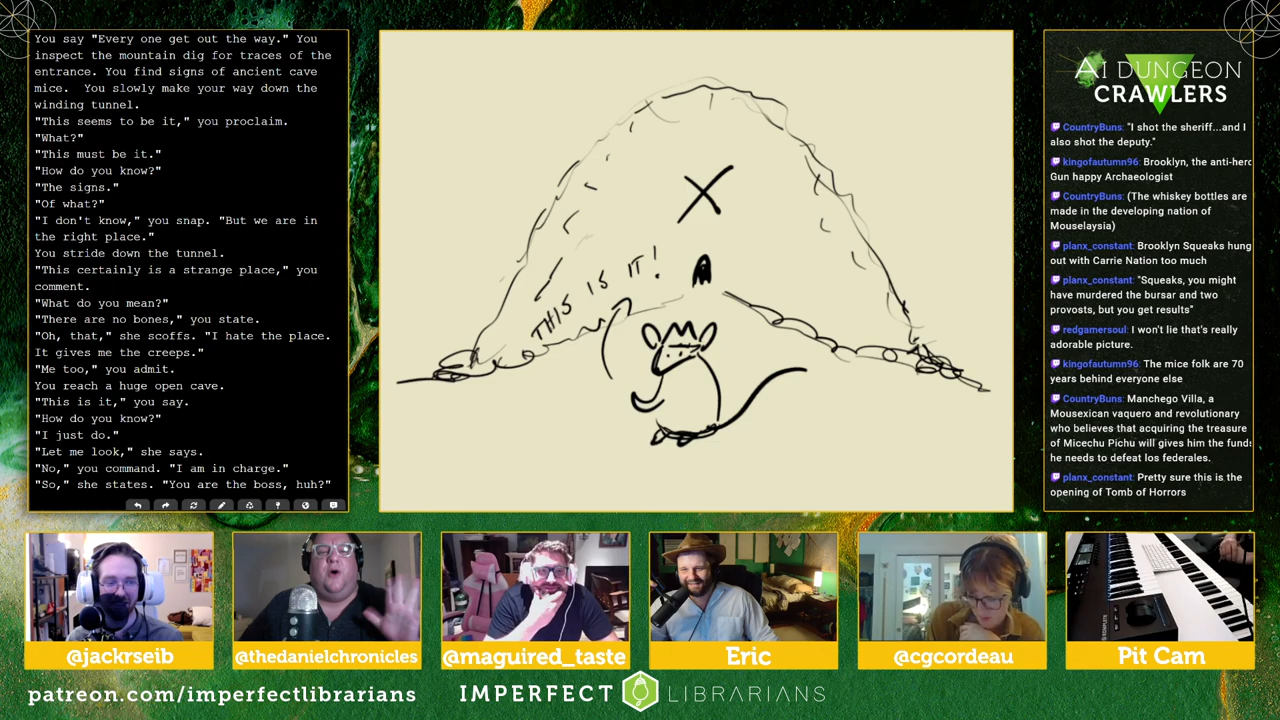 You say "Every one get out the way." You
inspect the mountain dig for traces of the
entrance. You find signs of ancient cave
mice.  You slowly make your way down the
winding tunnel.
"This seems to be it," you proclaim.
"What?"
"This must be it."
"How do you know?"
"The signs."
"Of what?"
"I don't know," you snap. "But we are in
the right place."
You stride down the tunnel.
"This certainly is a strange place," you
comment.
"What do you mean?"
"There are no bones," you state.
"Oh, that," she scoffs. "I hate the place.
It gives me the creeps."
"Me too," you admit.
You reach a huge open cave.
"This is it," you say.
"How do you know?"
"I just do."
"Let me look," she says.
"No," you command. "I am in charge."
"So," she states. "You are the boss, huh?"
X
THIS IS IT!
AI DUNGEON
CRAWLERS
CountryBuns: "I shot the sheriff...and I
also shot the deputy."
kingofautumn96: Brooklyn, the anti-hero
Gun happy Archaeologist
CountryBuns: (The whiskey bottles are
made in the developing nation of
Mouselaysia)
planx_constant: Brooklyn Squeaks hung
out with Carrie Nation too much
planx_constant: "Squeaks, you might
have murdered the bursar and two
provosts, but you get results"
redgamersoul: I won't lie that's really
adorable picture.
kingofautumn96: The mice folk are 70
years behind everyone else
CountryBuns: Manchego Villa, a
Mousexican vaquero and revolutionary
who believes that acquiring the treasure
of Micechu Pichu will gives him the funds
he needs to defeat los federales.
planx_constant: Pretty sure this is the
opening of Tomb of Horrors
@jackrseib
@thedanielchronicles
@maguired_taste
Eric
@cgcordeau
Pit Cam
patreon.com/imperfectlibrarians
IMPERFECT LIBRARIANS